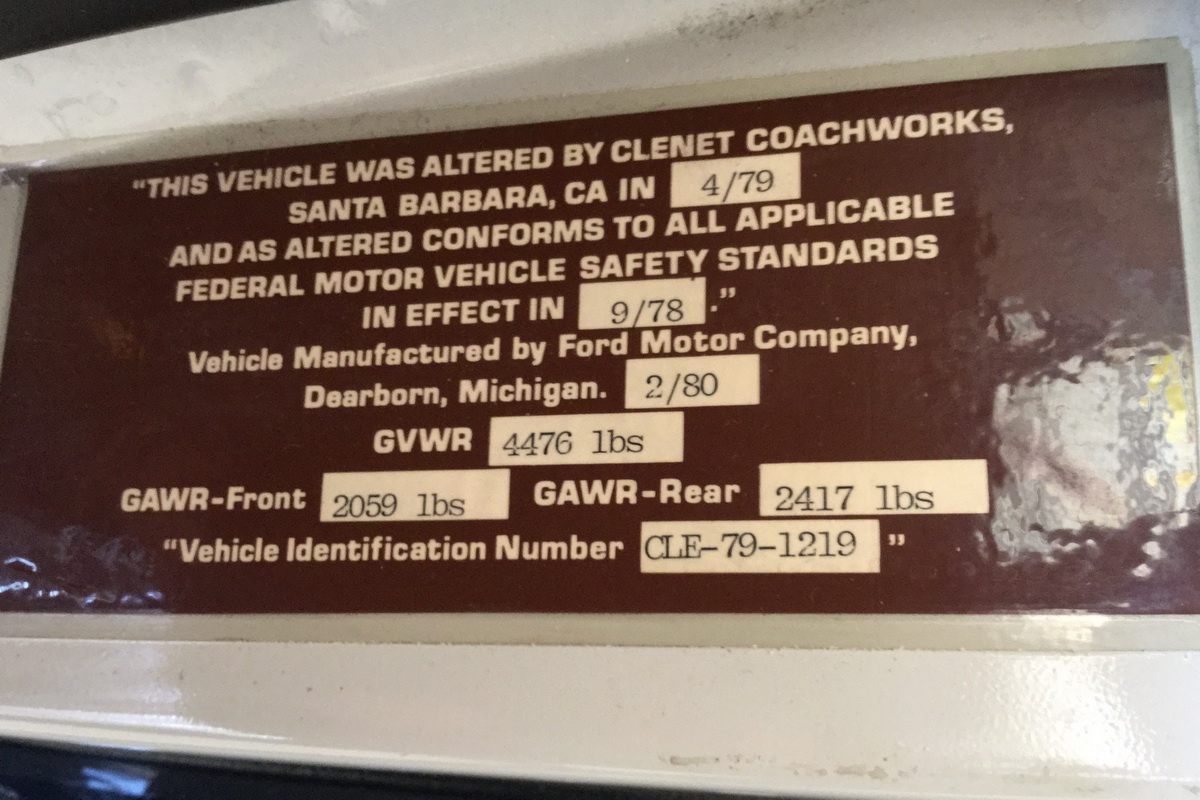 "THIS VEHICLE WAS ALTERED BY CLENET COACHWORKS,
SANTA BARBARA, CA IN 4/79
AND AS ALTERED CONFORMS TO ALL APPLICABLE
FEDERAL MOTOR VEHICLE SAFETY STANDARDS
IN EFFECT IN 9/78."
Vehicle Manufactured by Ford Motor Company,
Dearborn, Michigan. 2/80
GVWR 4476 lbs
GAWR-Front 2059 lbs GAWR-Rear 2417 lbs
"Vehicle Identification Number CLE-79-1219"